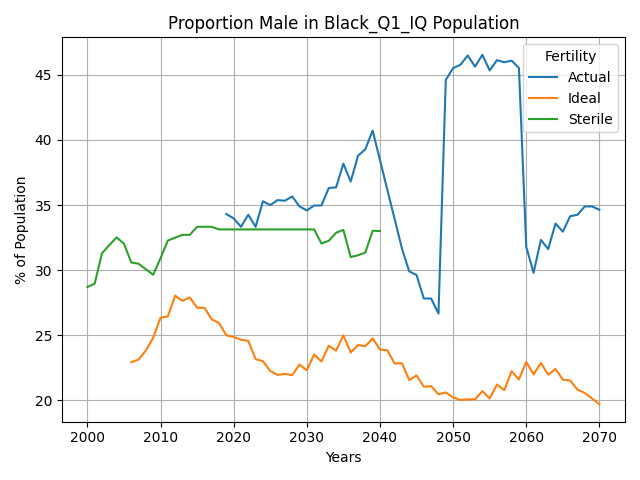 Proportion Male in Black_Q1_IQ Population
% of Population
45
40
35
30
25
20
Fertility
Actual
Ideal
Sterile
2000 2010 2020 2030 2040 2050 2060 2070
Years